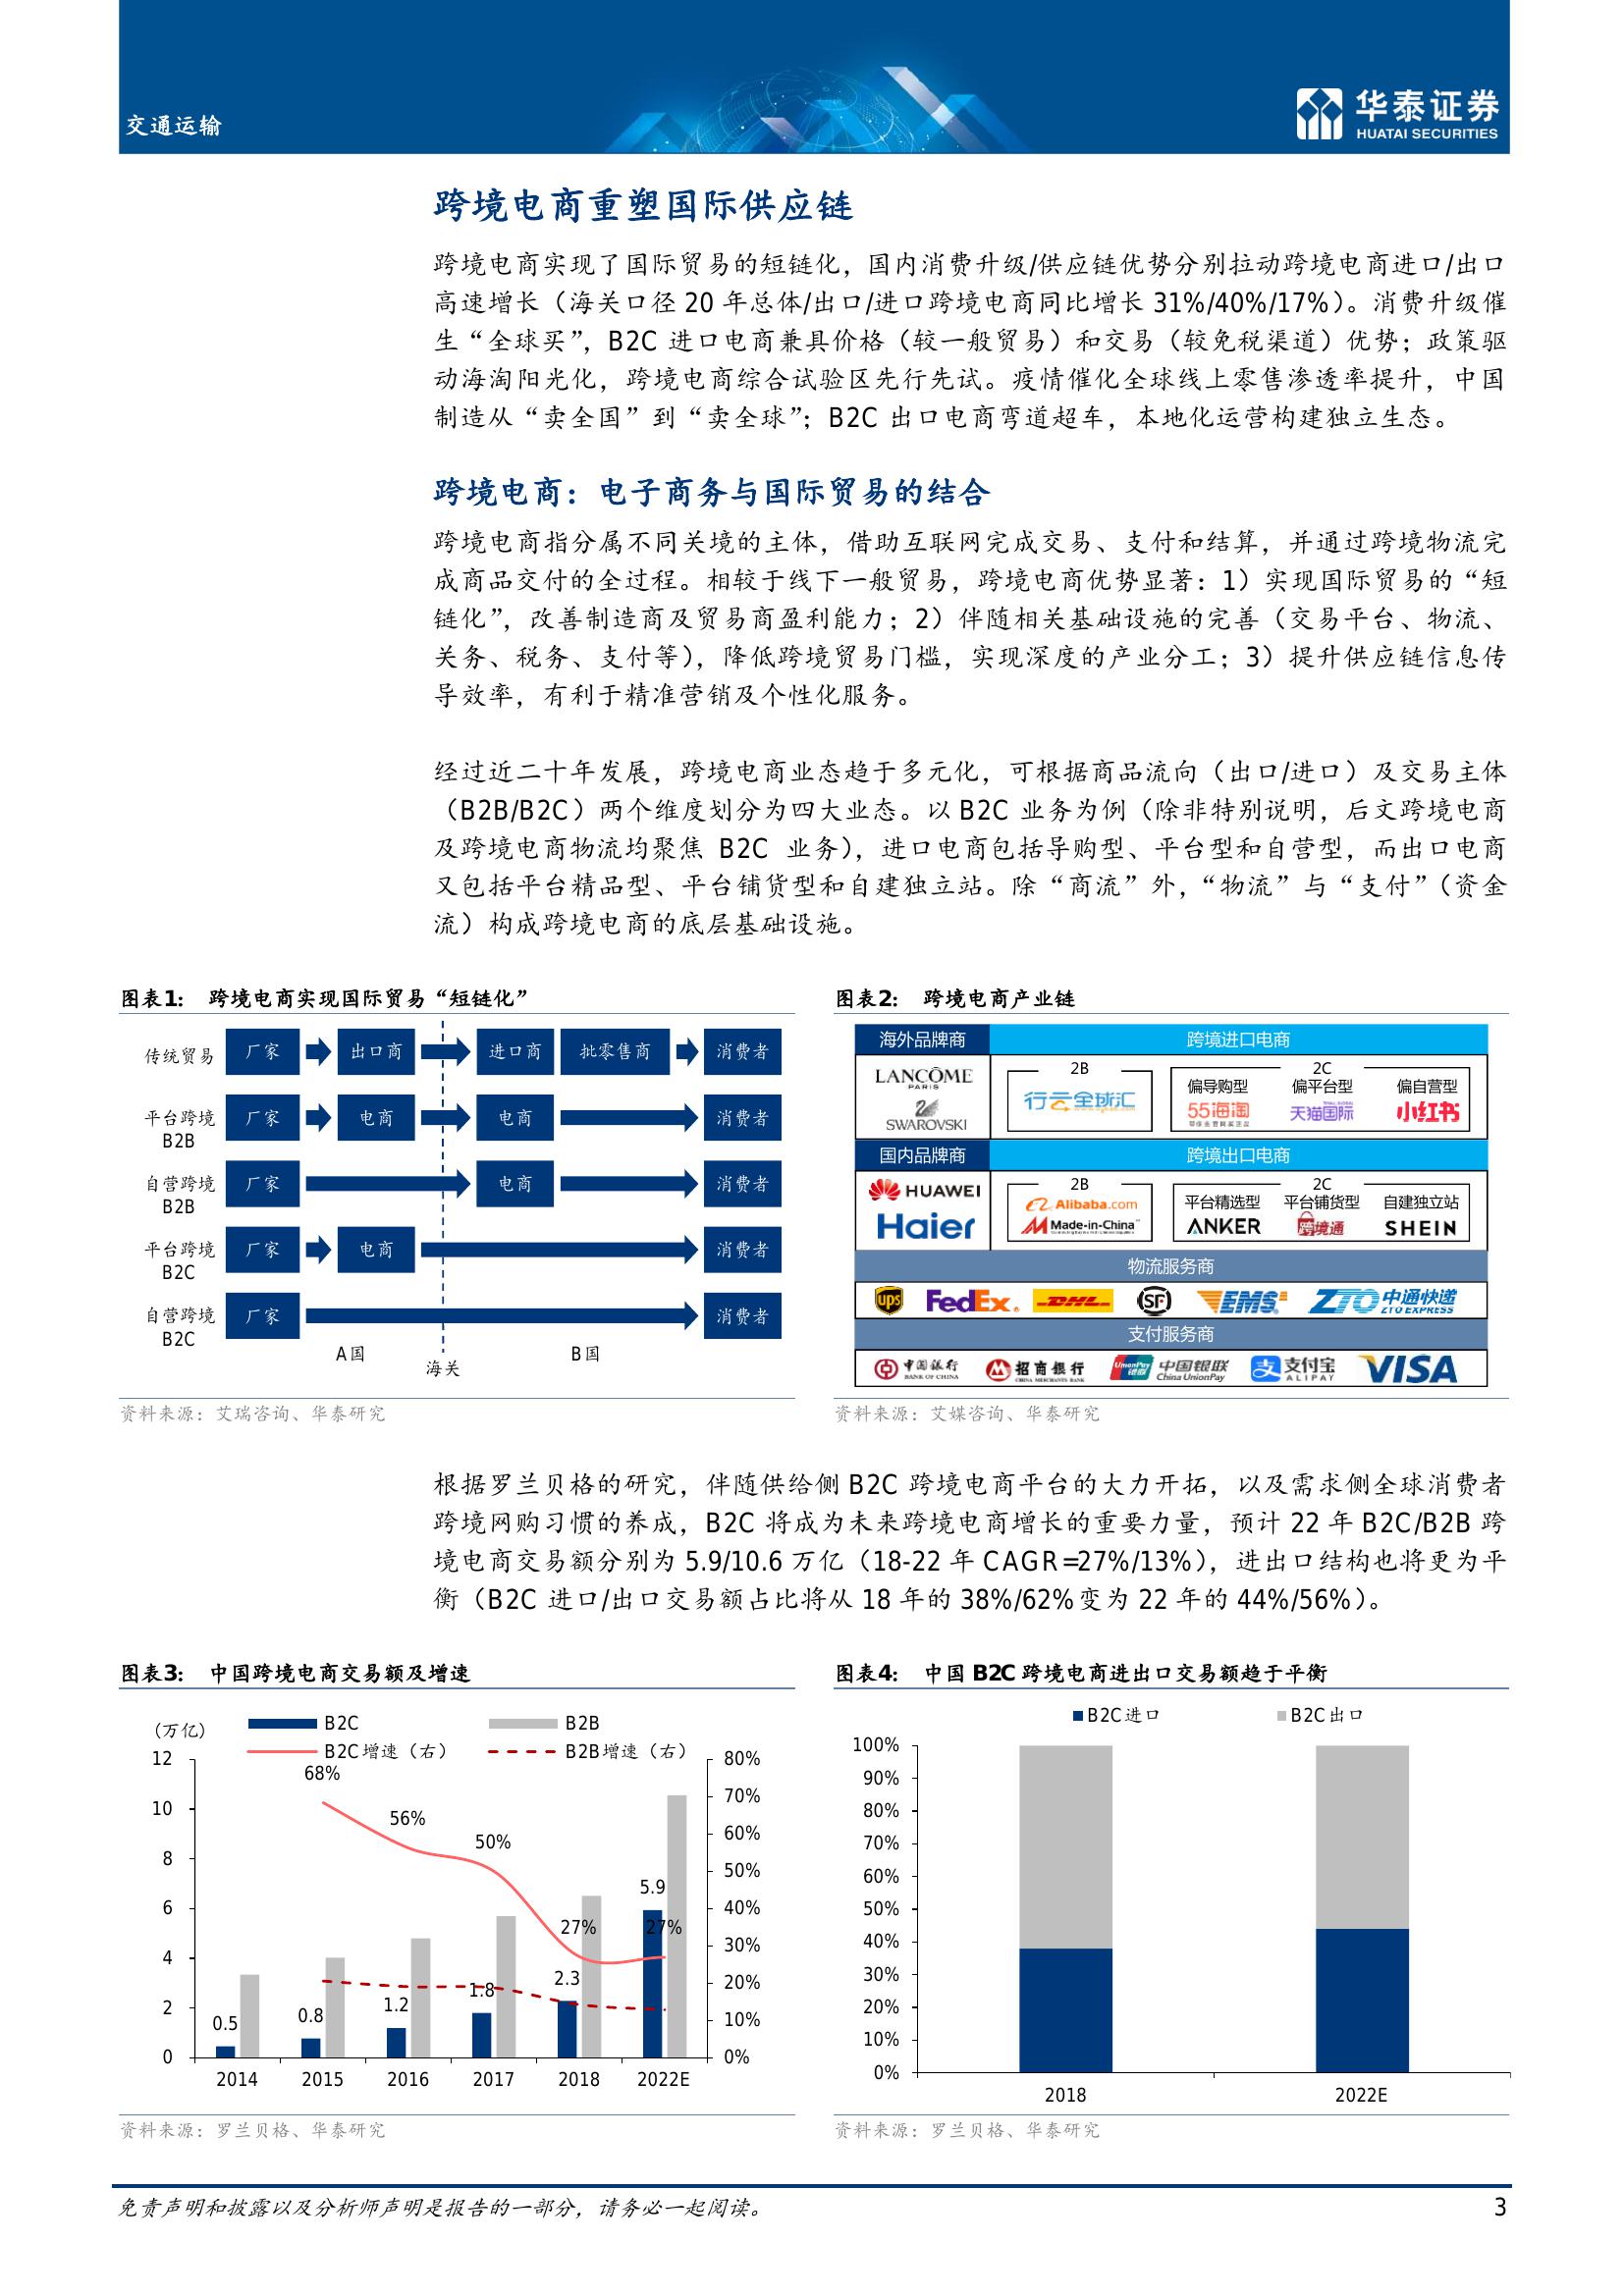 交通运输
华泰证券
HUATAI SECURITIES
跨境电商重塑国际供应链
跨境电商实现了国际贸易的短链化，国内消费升级/供应链优势分别拉动跨境电商进口/出口
高速增长（海关口径 20 年总体/出口/进口跨境电商同比增长 31%/40%/17%）。消费升级催
生“全球买”，B2C 进口电商兼具价格（较一般贸易）和交易（较免税渠道）优势；政策驱
动海淘阳光化，跨境电商综合试验区先行先试。疫情催化全球线上零售渗透率提升，中国
制造从“卖全国”到“卖全球”；B2C 出口电商弯道超车，本地化运营构建独立生态。
跨境电商：电子商务与国际贸易的结合
跨境电商指分属不同关境的主体，借助互联网完成交易、支付和结算，并通过跨境物流完
成商品交付的全过程。相较于线下一般贸易，跨境电商优势显著：1）实现国际贸易的“短
链化”，改善制造商及贸易商盈利能力；2）伴随相关基础设施的完善（交易平台、物流、
关务、税务、支付等），降低跨境贸易门槛，实现深度的产业分工；3）提升供应链信息传
导效率，有利于精准营销及个性化服务。
经过近二十年发展，跨境电商业态趋于多元化，可根据商品流向（出口/进口）及交易主体
（B2B/B2C）两个维度划分为四大业态。以 B2C 业务为例（除非特别说明，后文跨境电商
及跨境电商物流均聚焦 B2C 业务），进口电商包括导购型、平台型和自营型，而出口电商
又包括平台精品型、平台铺货型和自建独立站。除“商流”外，“物流”与“支付”（资金
流）构成跨境电商的底层基础设施。
图表1： 跨境电商实现国际贸易“短链化”
传统贸易 厂家 出口商 进口商 批零售商 消费者
平台跨境 厂家 电商 电商 消费者
B2B
自营跨境 厂家 电商 消费者
B2B
平台跨境 厂家 电商 消费者
B2C
自营跨境 厂家 消费者
B2C
A国 海关 B国
资料来源：艾瑞咨询、华泰研究
图表2： 跨境电商产业链
海外品牌商 跨境进口电商
LANCÔME
PARIS
SWAROVSKI
2B
行云全球汇
2C
偏导购型 偏平台型 偏自营型
55海淘 天猫国际 小红书
国内品牌商 跨境出口电商
HUAWEI
Haier
2B
Alibaba.com
Made-in-China
2C
平台精选型 平台铺货型 自建独立站
ANKER 跨境通 SHEIN
物流服务商
ups FedEx. DHL SF EMS ZTO 中通快递
ZTO EXPRESS
支付服务商
中国银行 招商银行 UnionPay 银联 中国银联 支 支付宝 VISA
BANK OF CHINA CHINA MERCHANTS BANK China UnionPay ALIPAY
资料来源：艾媒咨询、华泰研究
根据罗兰贝格的研究，伴随供给侧 B2C 跨境电商平台的大力开拓，以及需求侧全球消费者
跨境网购习惯的养成，B2C 将成为未来跨境电商增长的重要力量，预计 22 年 B2C/B2B 跨
境电商交易额分别为 5.9/10.6 万亿（18-22 年 CAGR=27%/13%），进出口结构也将更为平
衡（B2C 进口/出口交易额占比将从 18 年的 38%/62%变为 22 年的 44%/56%）。
图表3： 中国跨境电商交易额及增速
（万亿） B2C B2B
B2C增速（右） B2B增速（右）
12 10 8 6 4 2 0
80% 70% 60% 50% 40% 30% 20% 10% 0%
68% 56% 50% 27% 27%
0.5 0.8 1.2 1.8 2.3 5.9
2014 2015 2016 2017 2018 2022E
资料来源：罗兰贝格、华泰研究
图表4： 中国 B2C 跨境电商进出口交易额趋于平衡
B2C进口 B2C出口
100%
90%
80%
70%
60%
50%
40%
30%
20%
10%
0%
2018 2022E
资料来源：罗兰贝格、华泰研究
免责声明和披露以及分析师声明是报告的一部分，请务必一起阅读。 3